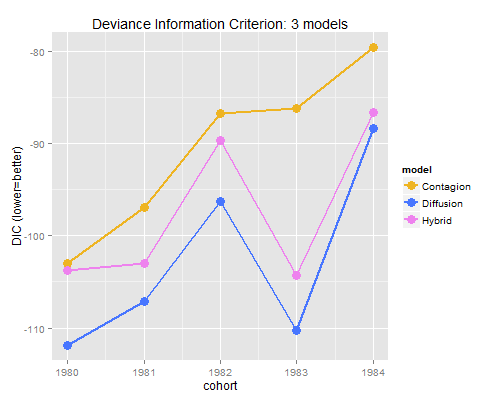 Deviance Information Criterion: 3 models
DIC (lower=better)
-80
-90
-100
-110
1980 1981 1982 1983 1984
cohort
model
Contagion
Diffusion
Hybrid